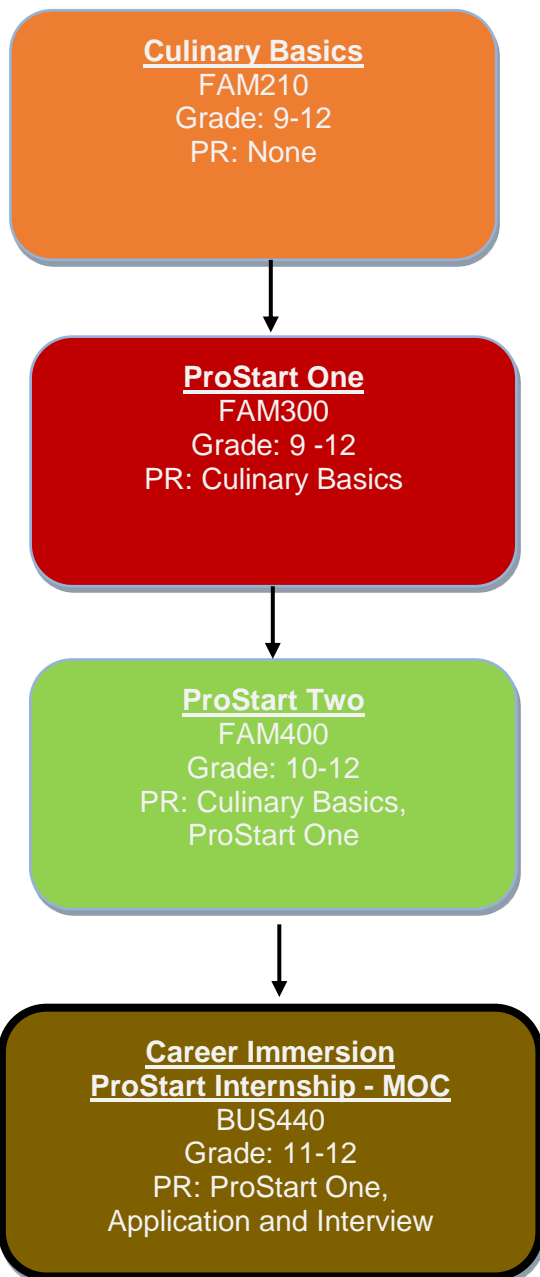 Culinary Basics
FAM210
Grade: 9-12
PR: None
ProStart One
FAM300
Grade: 9 -12
PR: Culinary Basics
ProStart Two
FAM400
Grade: 10-12
PR: Culinary Basics,
ProStart One
Career Immersion
ProStart Internship - MOC
BUS440
Grade: 11-12
PR: ProStart One,
Application and Interview